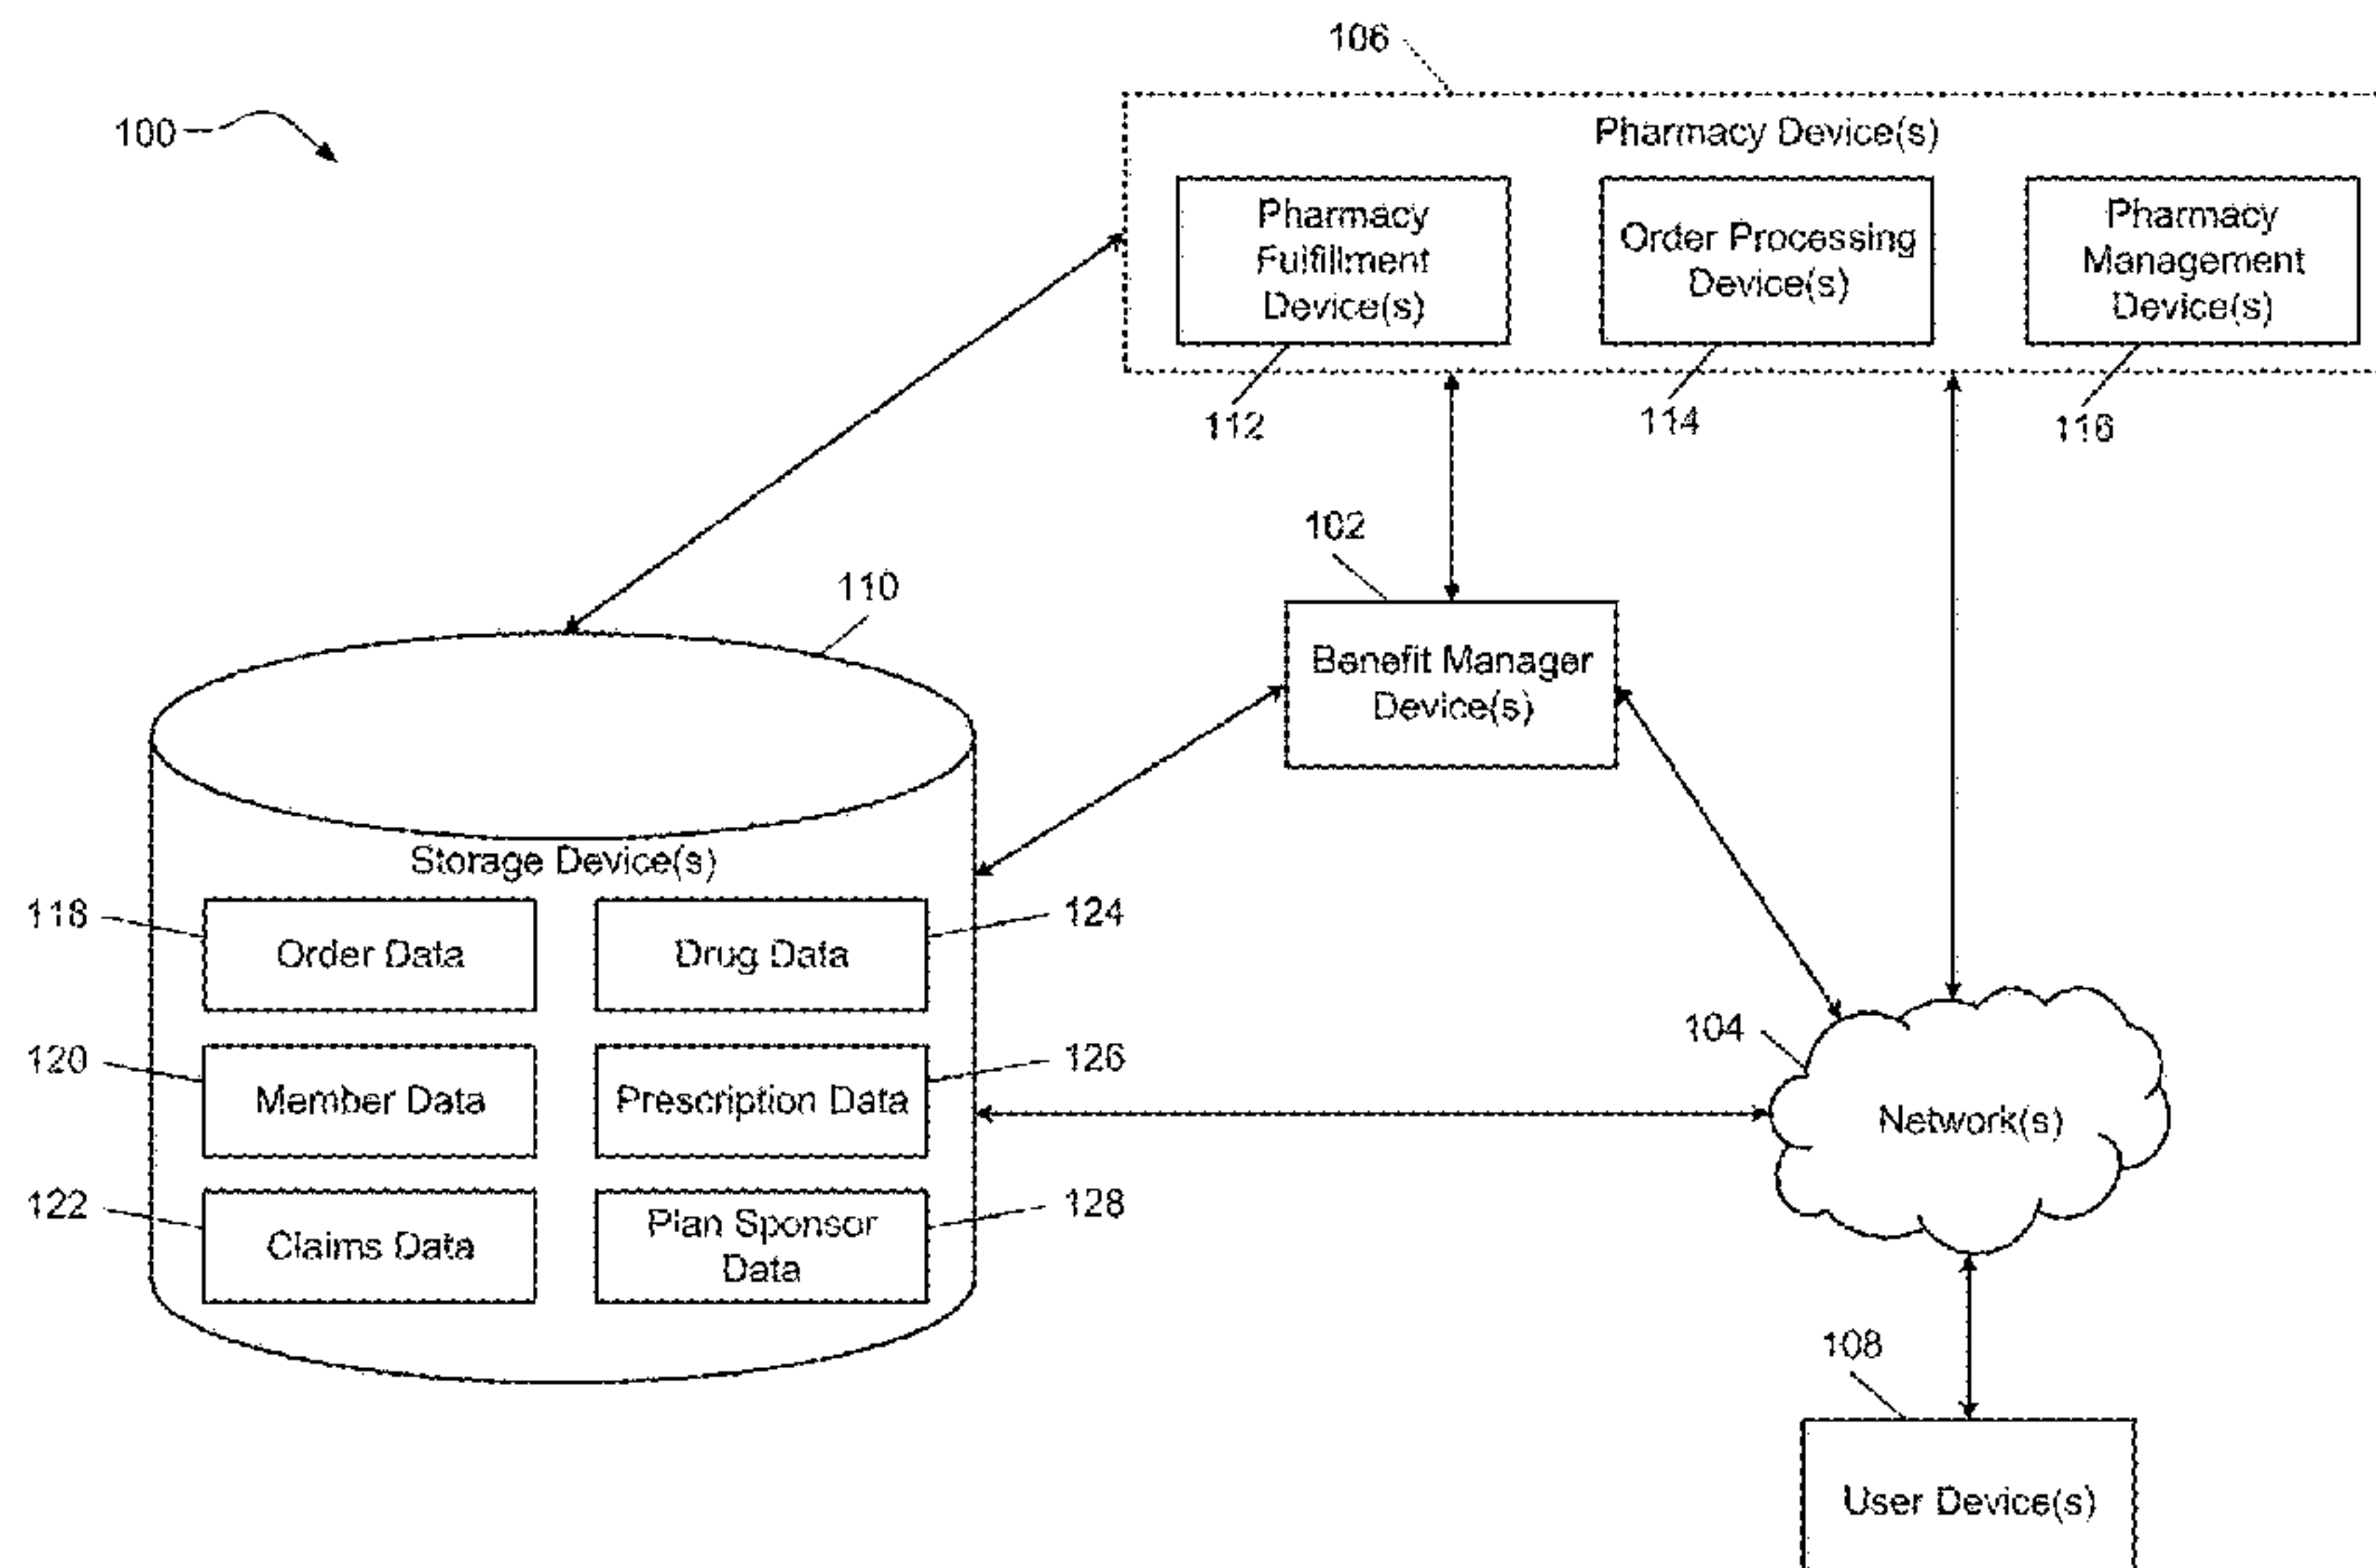 106
100
Pharmacy Device(s)
Pharmacy
Fulfillment
Device(s)
Order Processing
Device(s)
Pharmacy
Management
Device(s)
112
114
116
102
110
Benefit Manager
Device(s)
Storage Device(s)
118
Order Data
Drug Data
124
104
120
Member Data
Prescription Data
126
Network(s)
122
Claims Data
Plan Sponsor
Data
128
108
User Device(s)